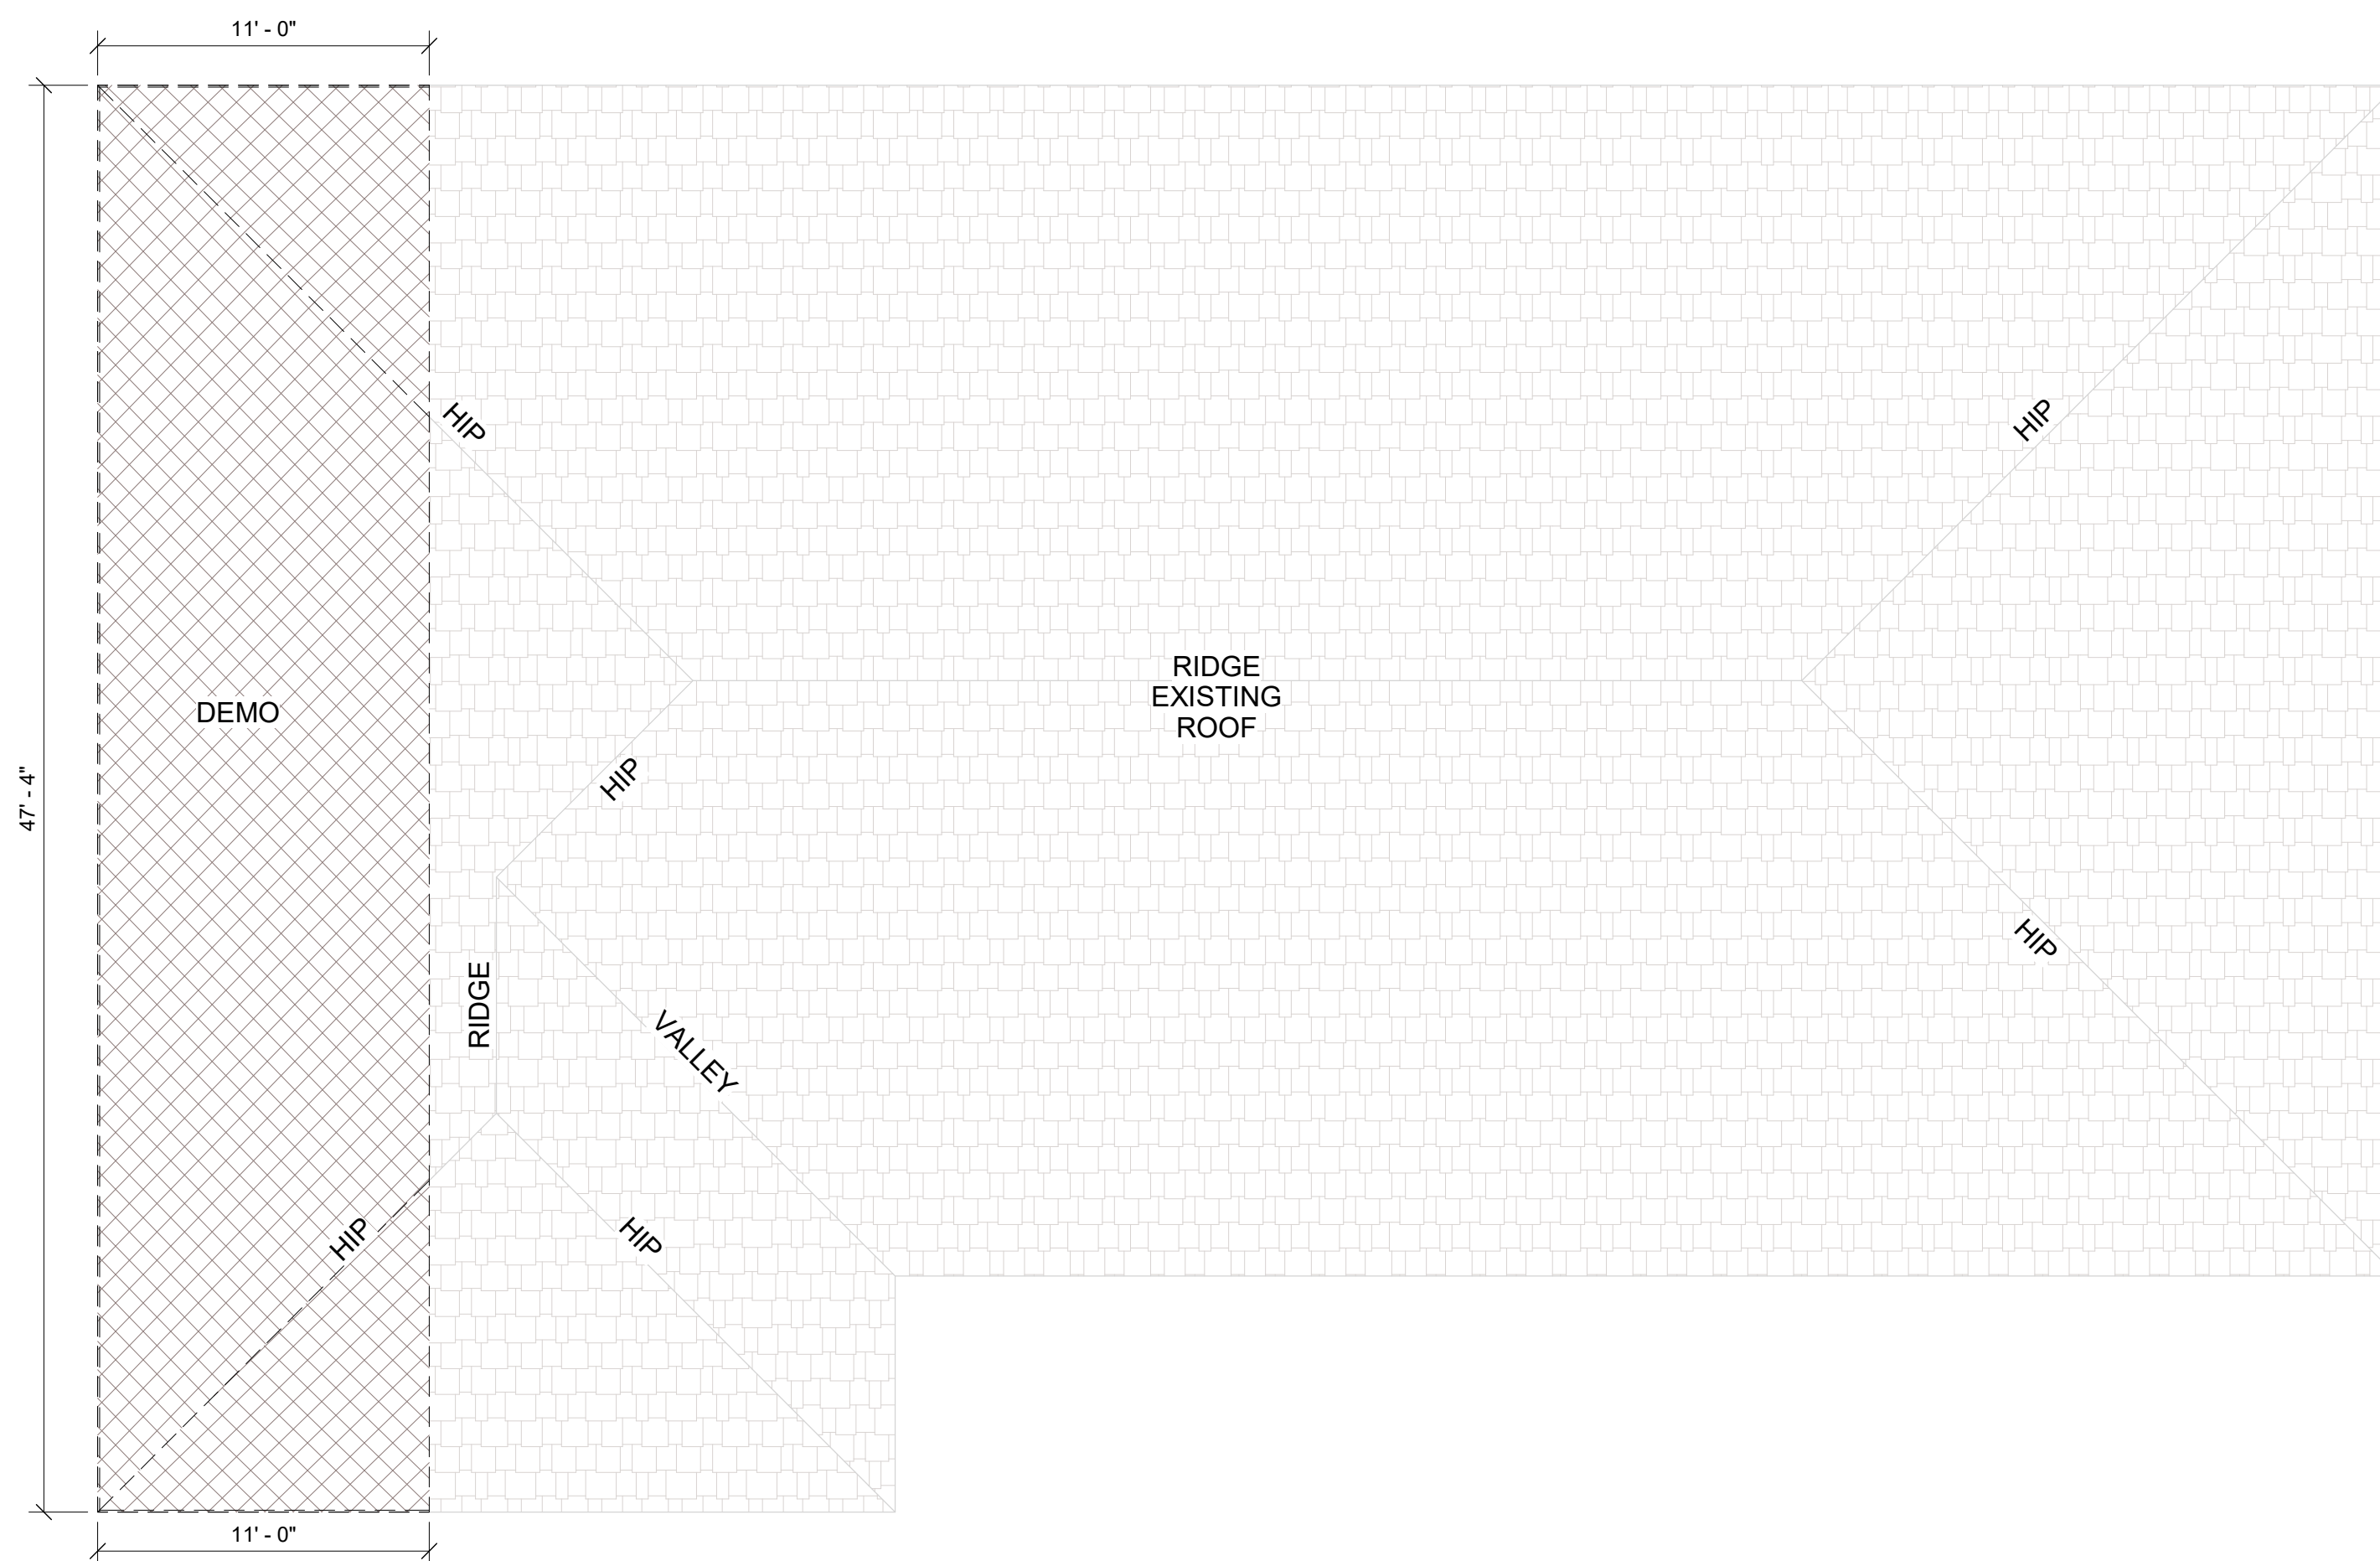 11' - 0"
HIP
HIP
RIDGE
EXISTING
ROOF
DEMO
HIP
47' - 4"
HIP
RIDGE
VALLEY
HIP
HIP
11' - 0"